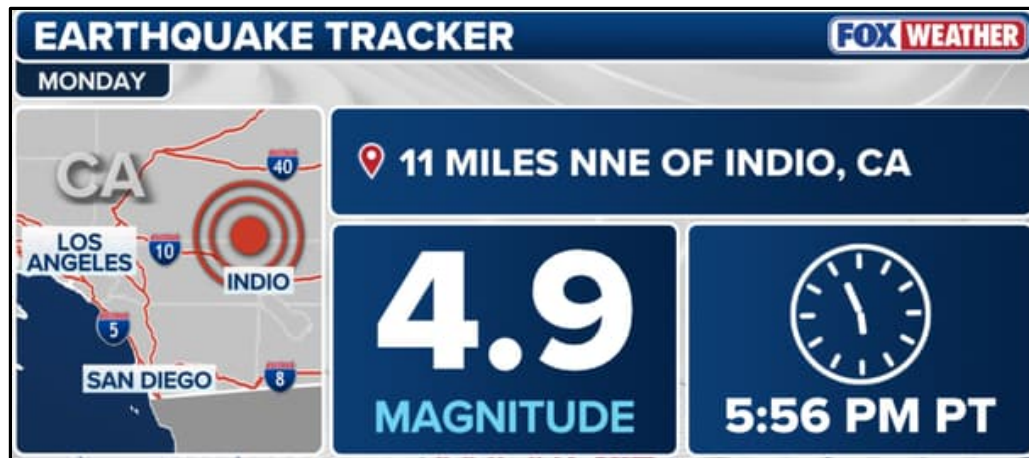 EARTHQUAKE TRACKER
FOX WEATHER
MONDAY
CA
40
LOS
ANGELES
10
INDIO
5
SAN DIEGO
8
11 MILES NNE OF INDIO, CA
4.9
MAGNITUDE
5:56 PM PT